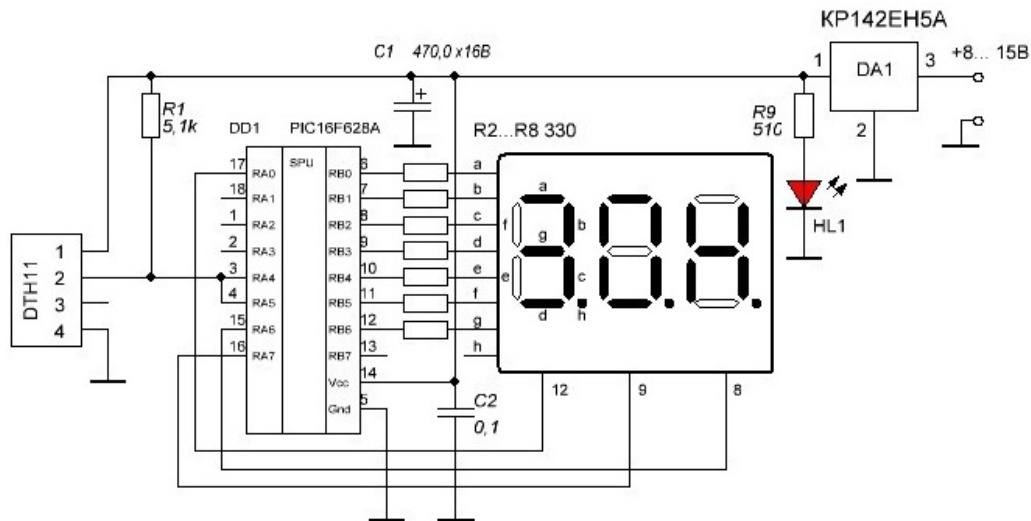 КР142ЕН5А
C1 470,0 x16В
1 DA1 3 +8... 15В
2
R1
5,1k
R9
510
DD1 PIC16F628A
R2...R8 330
HL1
SPU
17 RA0 RB0 6 a
18 RA1 RB1 7 b
1 RA2 RB2 8 c
2 RA3 RB3 9 d
3 RA4 RB4 10 e
4 RA5 RB5 11 f
15 RA6 RB6 12 g
16 RA7 RB7 13 h
Vcc 14
Gnd 5
DTH11
1
2
3
4
a
f b
g
e c
d h
12 9 8
C2
0,1
+